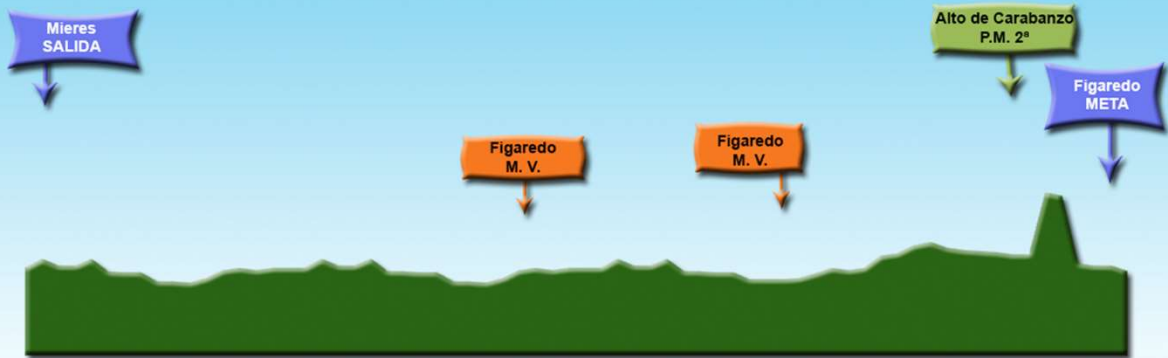 Mieres
SALIDA
Figaredo
M. V.
Figaredo
M. V.
Alto de Carabanzo
P.M. 2ª
Figaredo
META